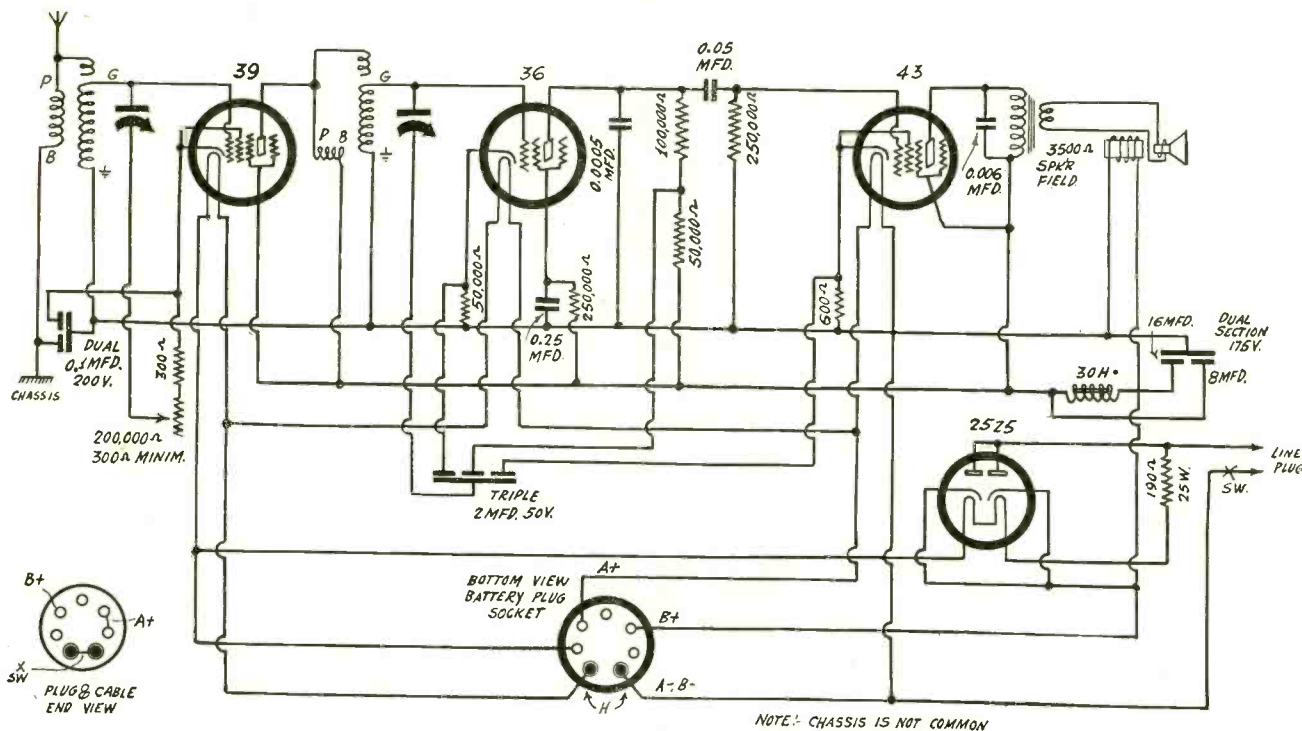 P
B
G
39
P B
G
36
0.0005
MFD.
0.05
MFD.
100,000Ω
50,000Ω
250,000Ω
43
0.006
MFD.
3500Ω
SPK'R
FIELD.
DUAL
0.1MFD.
200V.
CHASSIS
300Ω
200,000Ω
300Ω MINIM.
50,000Ω
0.25
MFD.
250,000Ω
TRIPLE
2MFD. 50V.
600Ω
16MFD.
DUAL
SECTION
175V.
30H.
8MFD.
25Z5
190Ω
25W.
LINE
PLUG
SW.
B+
A+
X
SW
PLUG & CABLE
END VIEW
BOTTOM VIEW
BATTERY PLUG
SOCKET
A+
B+
A-B-
H
NOTE:- CHASSIS IS NOT COMMON